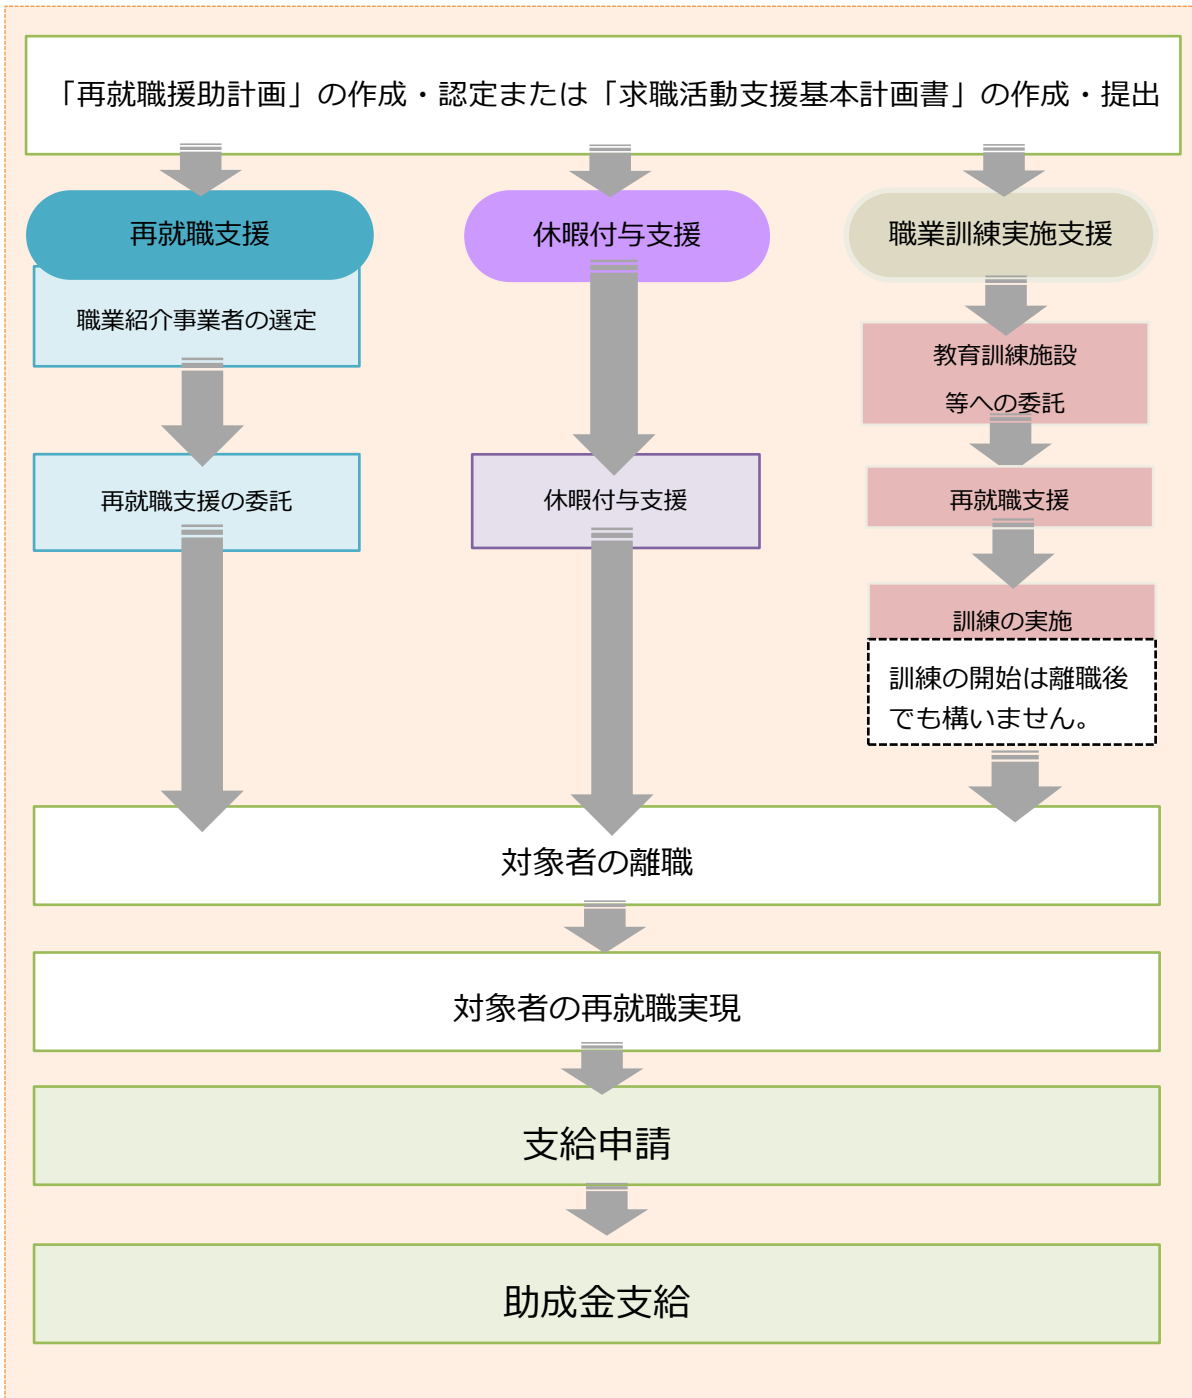 「再就職援助計画」の作成・認定または「求職活動支援基本計画書」の作成・提出
再就職支援
休暇付与支援
職業訓練実施支援
職業紹介事業者の選定
教育訓練施設
等への委託
再就職支援の委託
休暇付与支援
再就職支援
訓練の実施
訓練の開始は離職後
でも構いません。
対象者の離職
対象者の再就職実現
支給申請
助成金支給